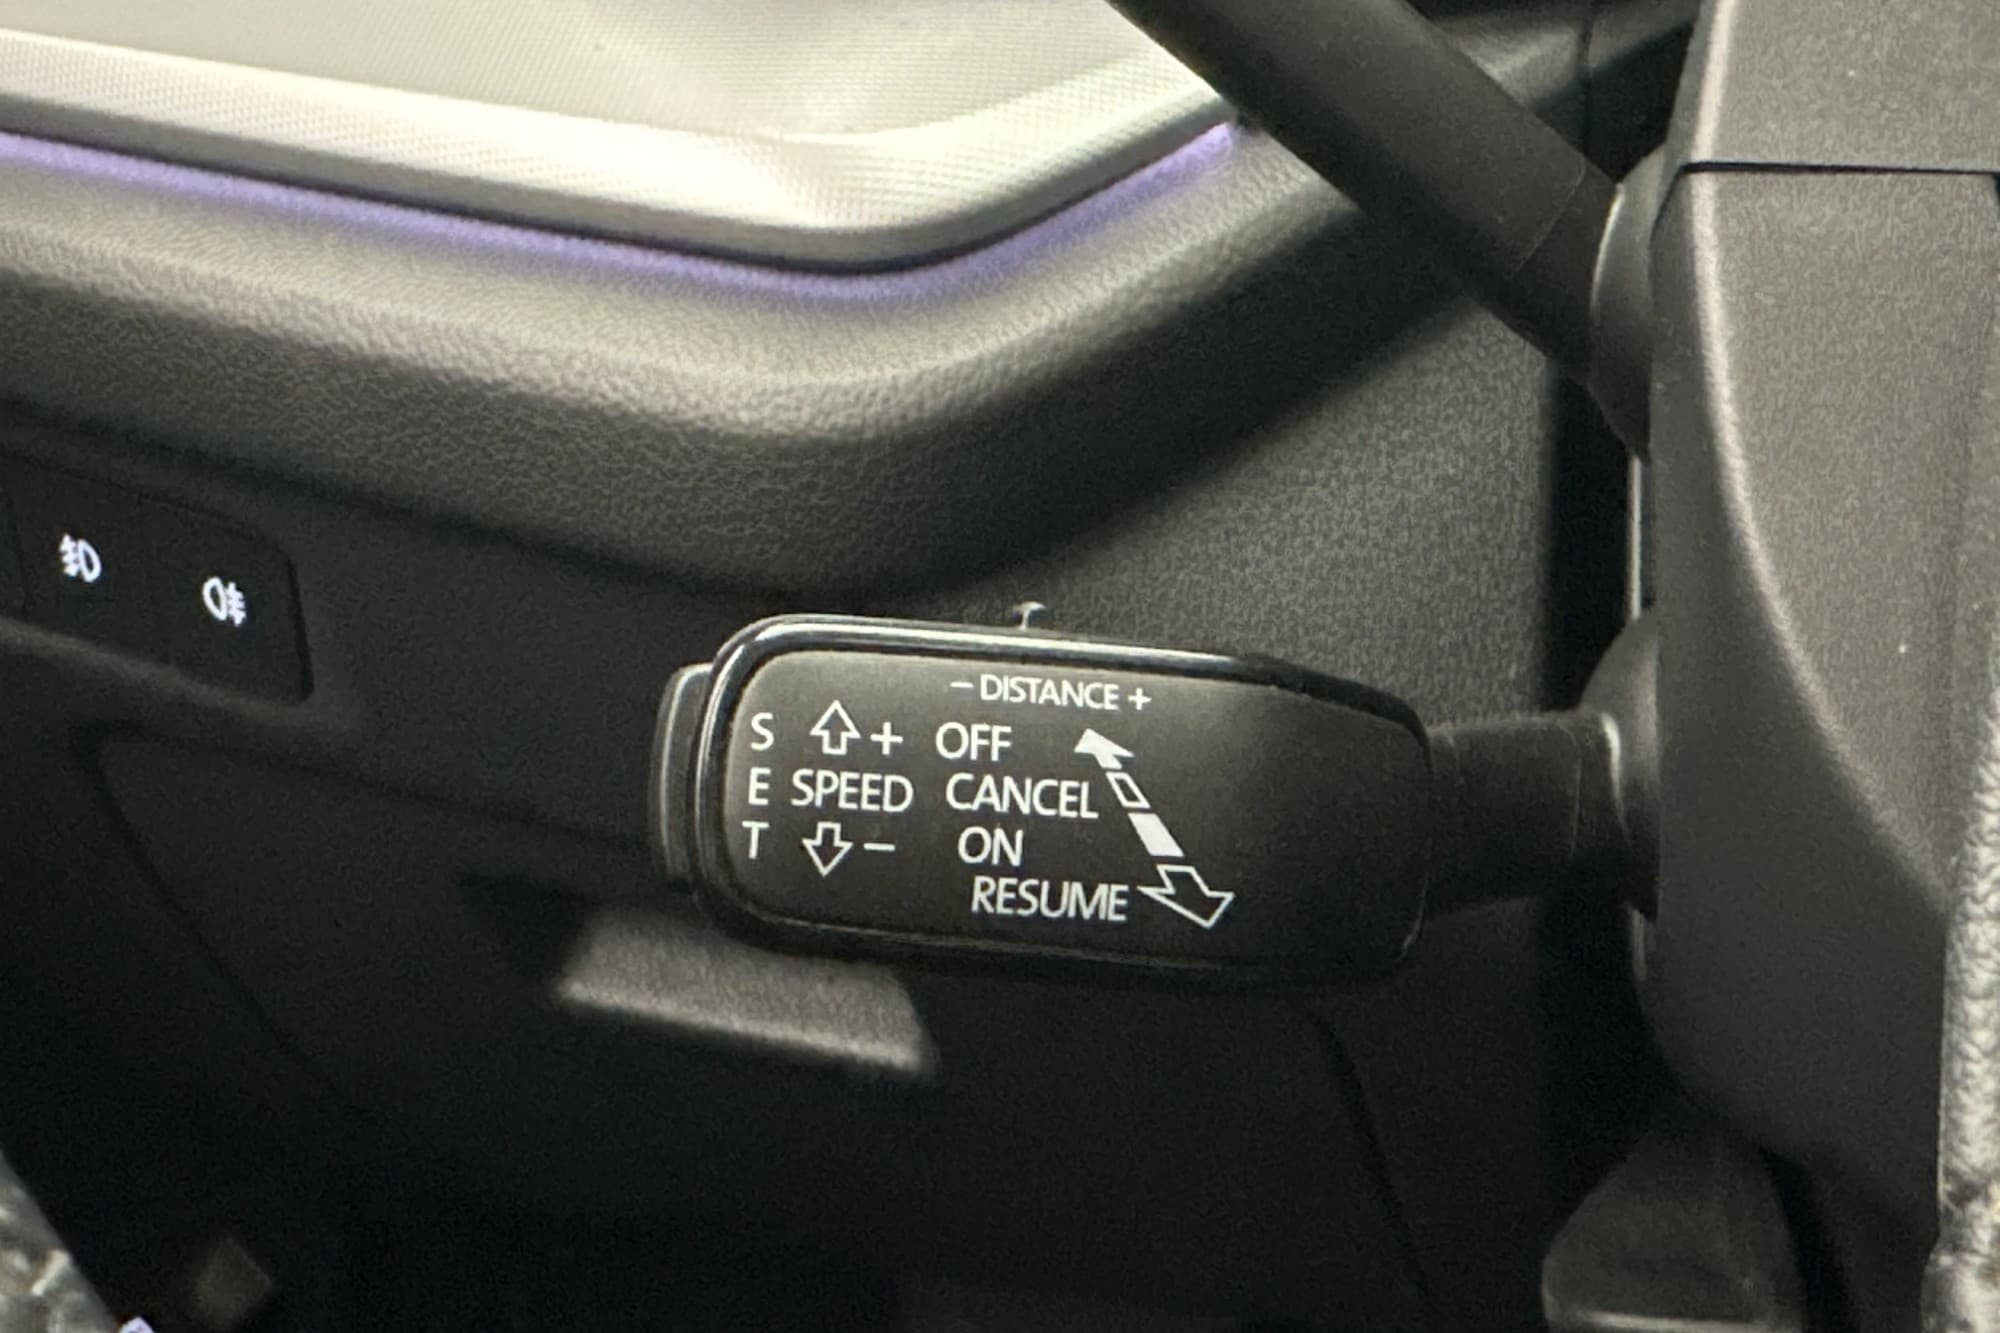 – DISTANCE +
S + OFF
E SPEED CANCEL
T – ON
RESUME